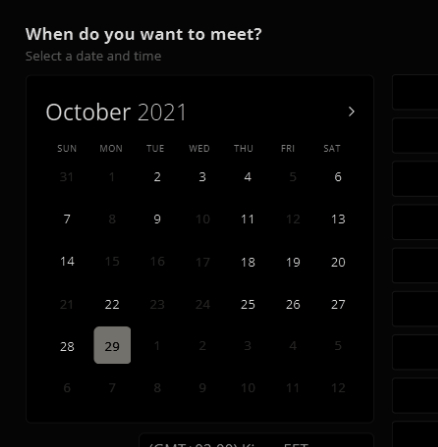 When do you want to meet?
Select a date and time
October 2021 >
SUN MON TUE WED THU FRI SAT
31 1 2 3 4 5 6
7 8 9 10 11 12 13
14 15 16 17 18 19 20
21 22 23 24 25 26 27
28 29 1 2 3 4 5
6 7 8 9 10 11 12